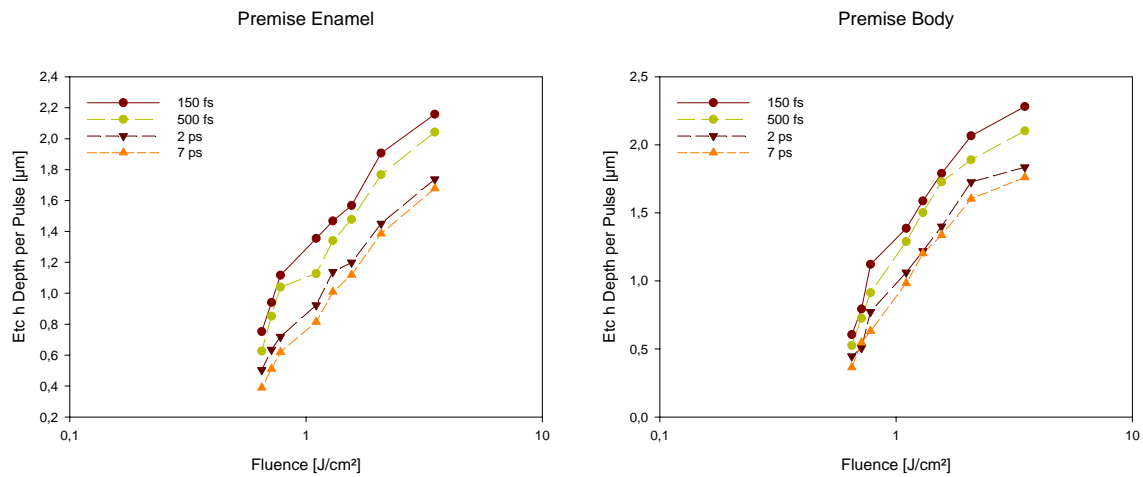 Premise Enamel
2,4
2,2
2,0
1,8
1,6
1,4
1,2
1,0
0,8
0,6
0,4
0,2
Etc h Depth per Pulse [µm]
150 fs
500 fs
2 ps
7 ps
0,1
1
10
Fluence [J/cm²]
Premise Body
2,5
2,0
1,5
1,0
0,5
0,0
Etc h Depth per Pulse [µm]
150 fs
500 fs
2 ps
7 ps
0,1
1
10
Fluence [J/cm²]